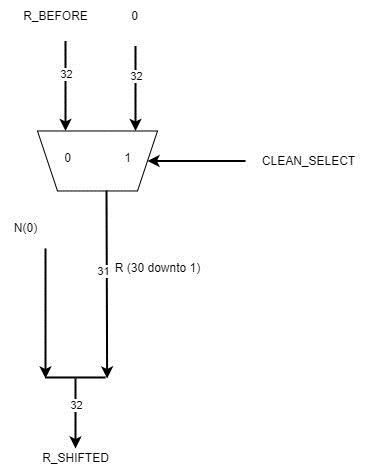 R_BEFORE 0
32 32
0 1
CLEAN_SELECT
N(0)
31 R (30 downto 1)
32
R_SHIFTED